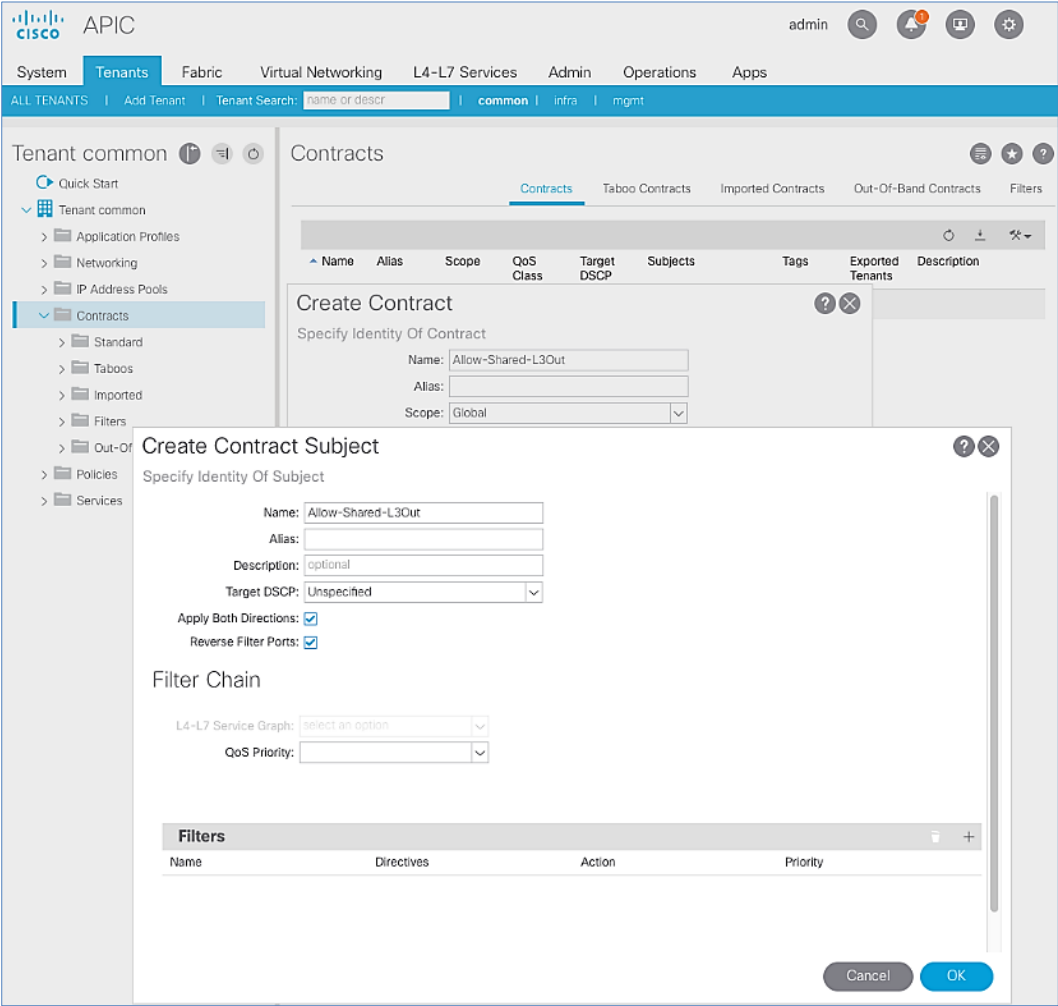 CISCO APIC admin 1
System Tenants Fabric Virtual Networking L4-L7 Services Admin Operations Apps
ALL TENANTS | Add Tenant | Tenant Search: name or descr | common | infra | mgmt
Tenant common
Quick Start
Tenant common
Application Profiles
Networking
IP Address Pools
Contracts
Standard
Taboos
Imported
Filters
Out-Of
Policies
Services
Contracts
Contracts Taboo Contracts Imported Contracts Out-Of-Band Contracts Filters
Name Alias Scope QoS Class Target DSCP Subjects Tags Exported Tenants Description
Create Contract
Specify Identity Of Contract
Name: Allow-Shared-L3Out
Alias:
Scope: Global
Create Contract Subject
Specify Identity Of Subject
Name: Allow-Shared-L3Out
Alias:
Description: optional
Target DSCP: Unspecified
Apply Both Directions:
Reverse Filter Ports:
Filter Chain
L4-L7 Service Graph: select an option
QoS Priority:
Filters
Name Directives Action Priority
Cancel OK